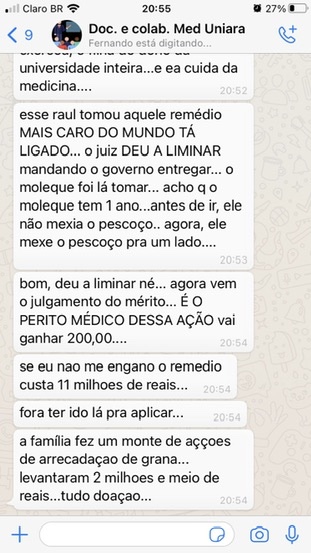 Claro BR
20:55
27%
9
Doc. e colab. Med Uniara
Fernando está digitando...
universidade inteira...e ea cuida da
medicina....
20:52
esse raul tomou aquele remédio
MAIS CARO DO MUNDO TÁ
LIGADO... o juiz DEU A LIMINAR
mandando o governo entregar... o
moleque foi lá tomar... acho q o
moleque tem 1 ano...antes de ir, ele
não mexia o pescoço.. agora, ele
mexe o pescoço pra um lado....
20:53
bom, deu a liminar né... agora vem
o julgamento do mérito... É O
PERITO MÉDICO DESSA AÇÃO vai
ganhar 200,00....
20:54
se eu nao me engano o remedio
custa 11 milhoes de reais...
20:54
fora ter ido lá pra aplicar...
20:54
a família fez um monte de açções
de arrecadaçao de grana...
levantaram 2 milhoes e meio de
reais...tudo doaçao...
20:54